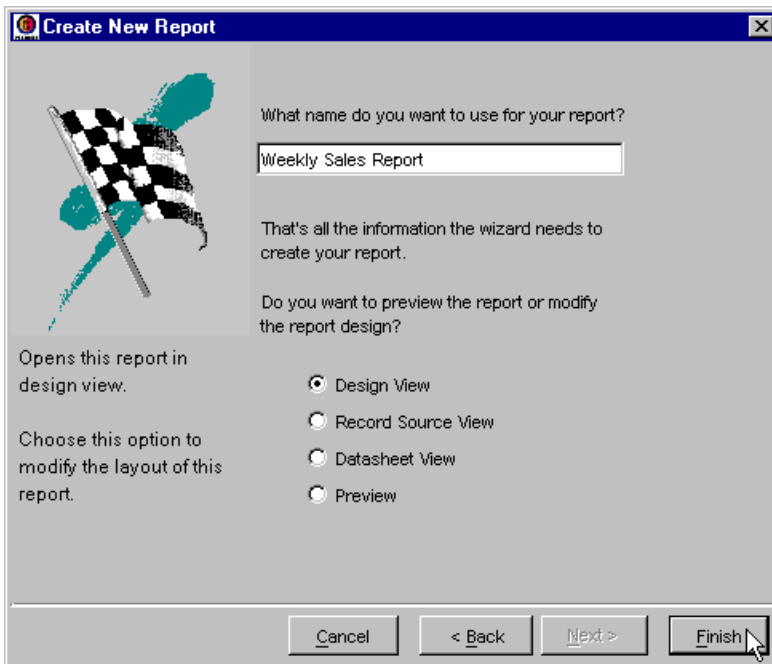 Create New Report
What name do you want to use for your report?
Weekly Sales Report
That's all the information the wizard needs to
create your report.
Do you want to preview the report or modify
the report design?
Opens this report in
design view.
Choose this option to
modify the layout of this
report.
Design View
Record Source View
Datasheet View
Preview
Cancel
< Back
Next >
Finish